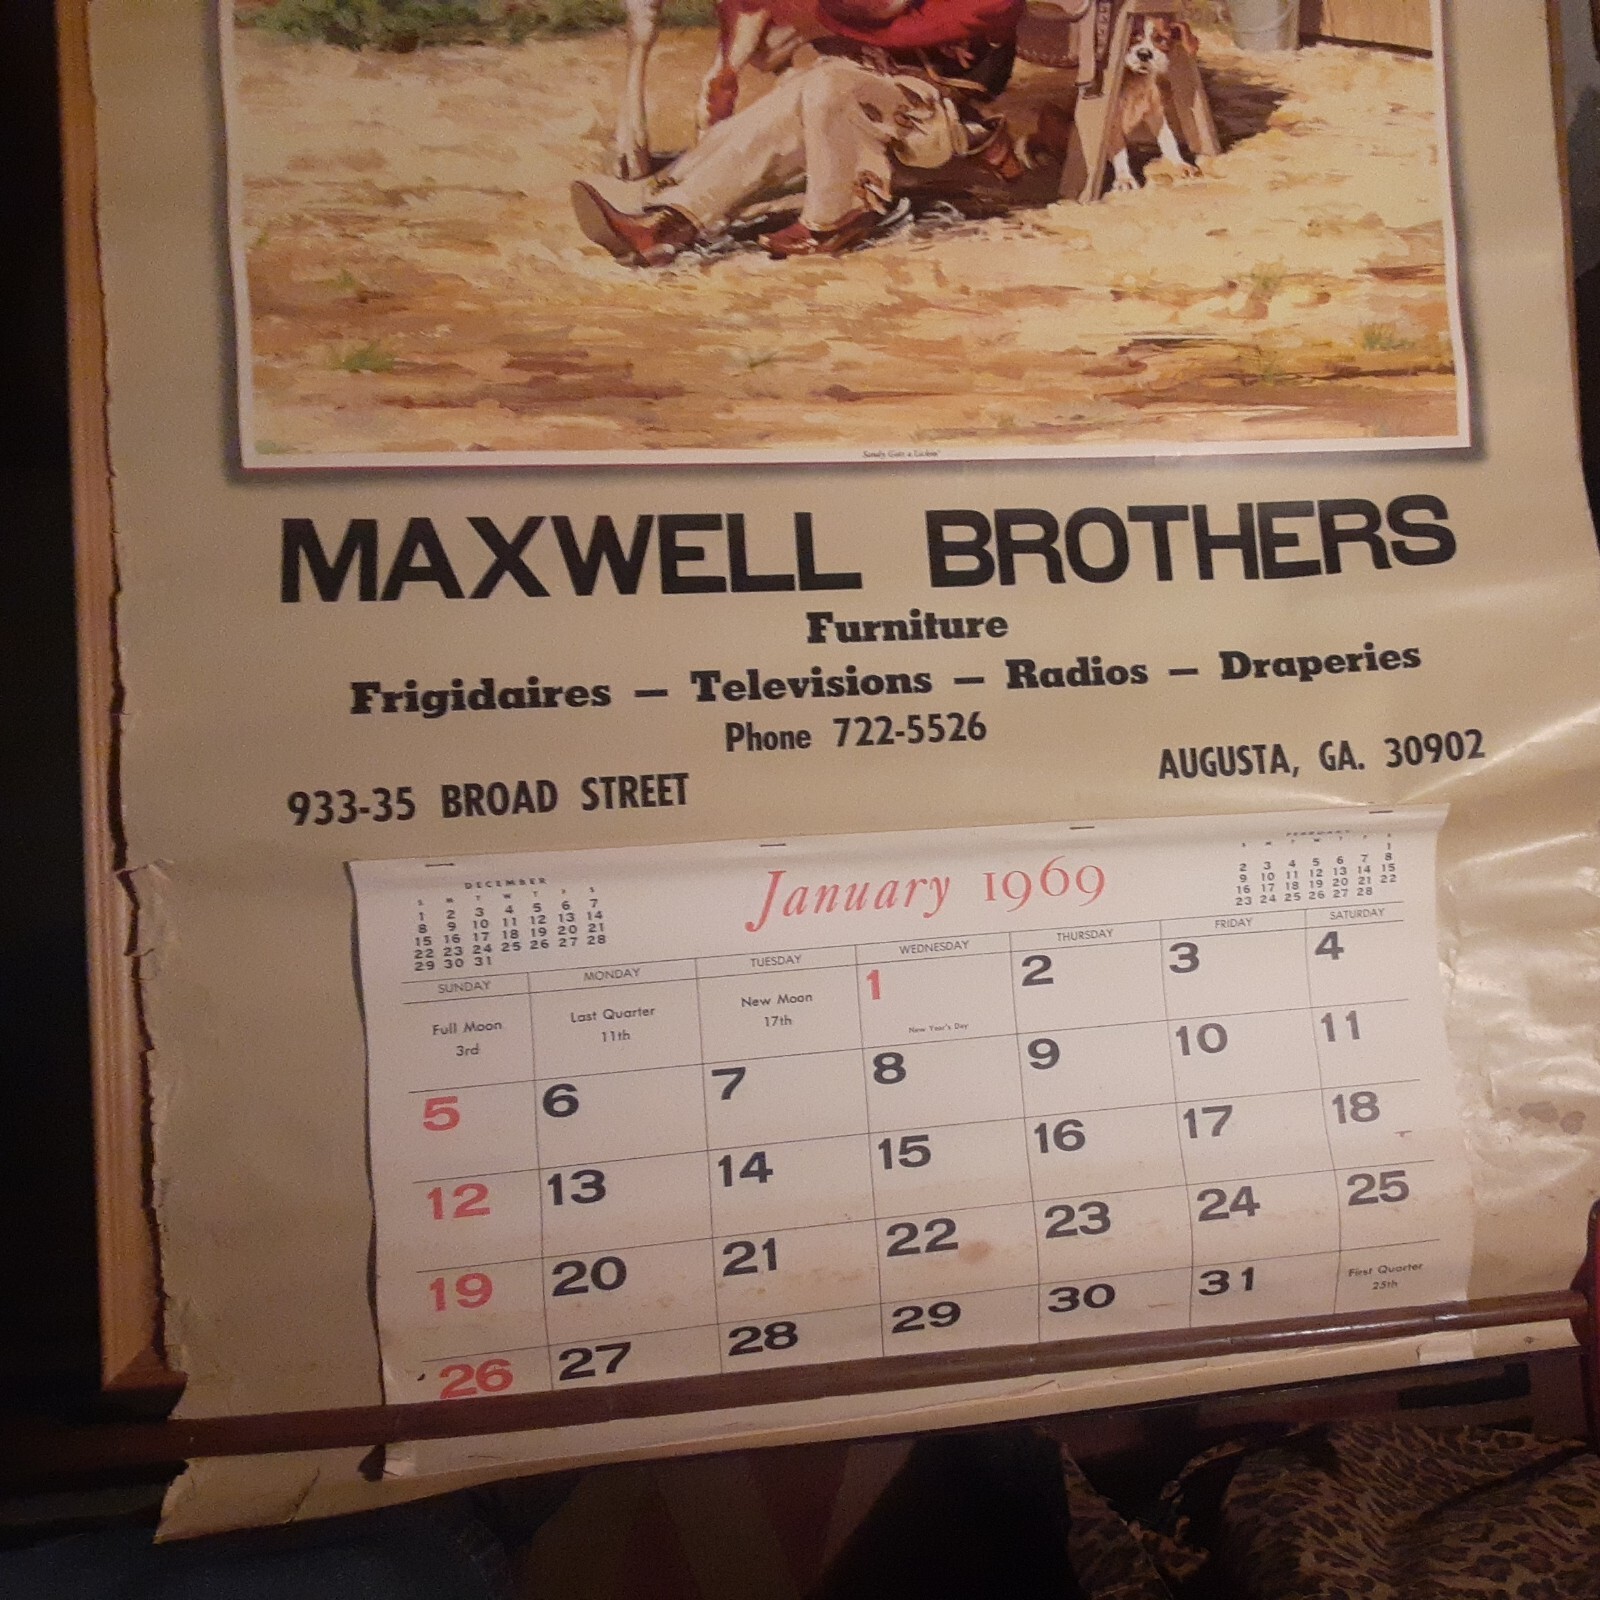 Sandy Gets a Lickin'
MAXWELL BROTHERS
Furniture
Frigidaires — Televisions — Radios — Draperies
Phone 722-5526
933-35 BROAD STREET
AUGUSTA, GA. 30902
DECEMBER
S M T W T F S
1 2 3 4 5 6 7
8 9 10 11 12 13 14
15 16 17 18 19 20 21
22 23 24 25 26 27 28
29 30 31
January 1969
FEBRUARY
S M T W T F S
1
2 3 4 5 6 7 8
9 10 11 12 13 14 15
16 17 18 19 20 21 22
23 24 25 26 27 28
SUNDAY MONDAY TUESDAY WEDNESDAY THURSDAY FRIDAY SATURDAY
Full Moon
3rd
Last Quarter
11th
New Moon
17th
1 2 3 4
New Year's Day
5 6 7 8 9 10 11
12 13 14 15 16 17 18
19 20 21 22 23 24 25
26 27 28 29 30 31
First Quarter
25th